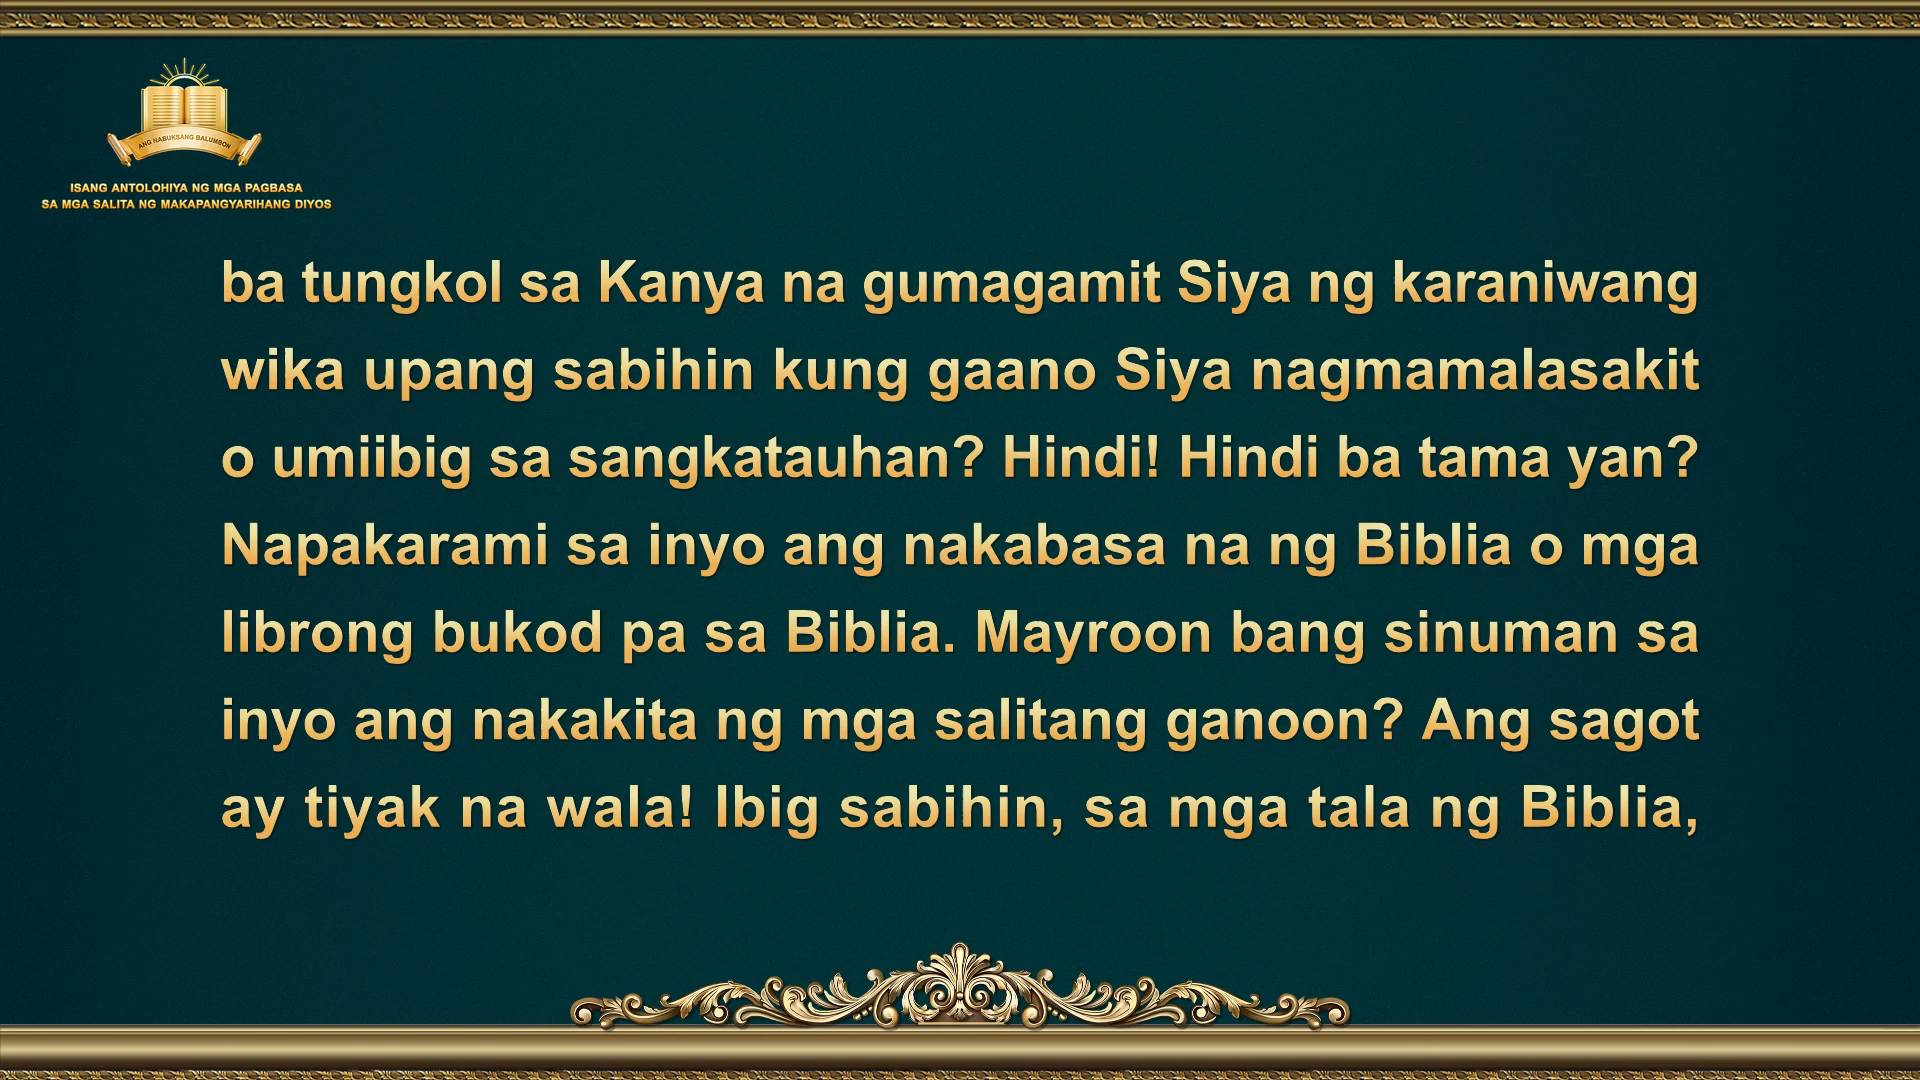 ANG NABUKSANG BALUMBON
ISANG ANTOLOHIYA NG MGA PAGBASA
SA MGA SALITA NG MAKAPANGYARIHANG DIYOS
ba tungkol sa Kanya na gumagamit Siya ng karaniwang
wika upang sabihin kung gaano Siya nagmamalasakit
o umiibig sa sangkatauhan? Hindi! Hindi ba tama yan?
Napakarami sa inyo ang nakabasa na ng Biblia o mga
librong bukod pa sa Biblia. Mayroon bang sinuman sa
inyo ang nakakita ng mga salitang ganoon? Ang sagot
ay tiyak na wala! Ibig sabihin, sa mga tala ng Biblia,